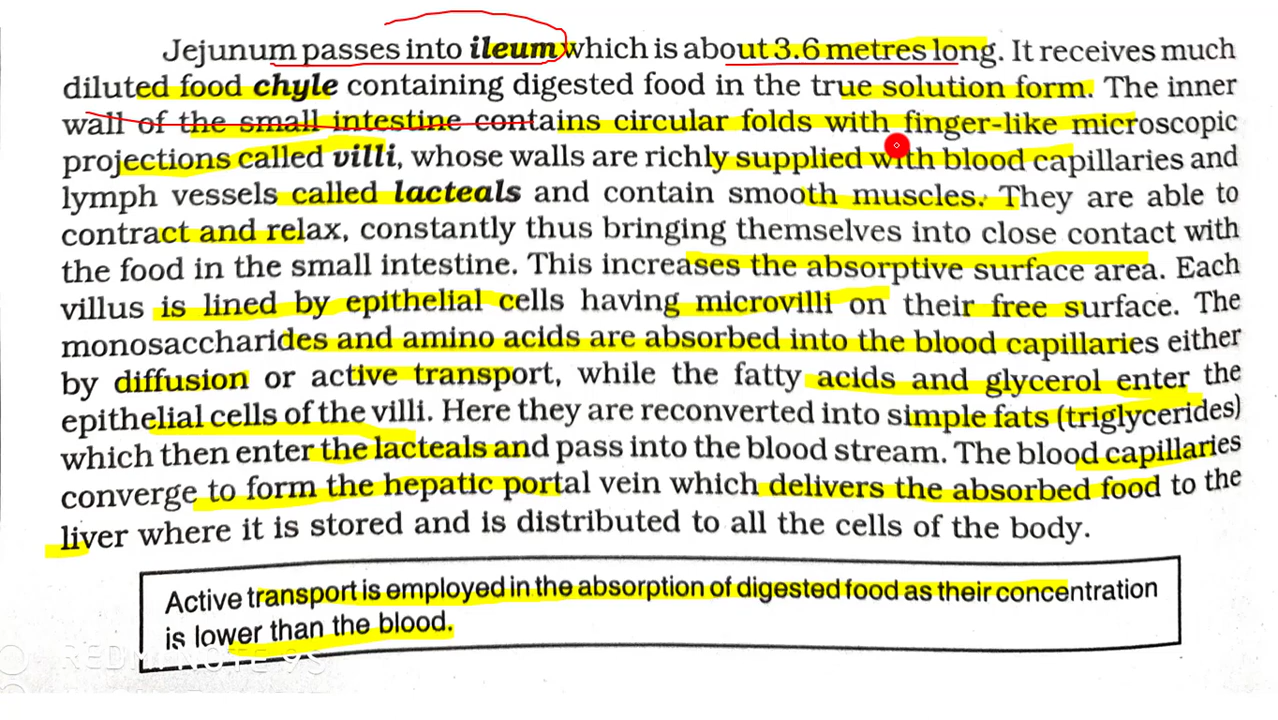 Jejunum passes into ileum which is about 3.6 metres long. It receives much
diluted food chyle containing digested food in the true solution form. The inner
wall of the small intestine contains circular folds with finger-like microscopic
projections called villi, whose walls are richly supplied with blood capillaries and
lymph vessels called lacteals and contain smooth muscles. They are able to
contract and relax, constantly thus bringing themselves into close contact with
the food in the small intestine. This increases the absorptive surface area. Each
villus is lined by epithelial cells having microvilli on their free surface. The
monosaccharides and amino acids are absorbed into the blood capillaries either
by diffusion or active transport, while the fatty acids and glycerol enter the
epithelial cells of the villi. Here they are reconverted into simple fats (triglycerides)
which then enter the lacteals and pass into the blood stream. The blood capillaries
converge to form the hepatic portal vein which delivers the absorbed food to the
liver where it is stored and is distributed to all the cells of the body.
Active transport is employed in the absorption of digested food as their concentration
is lower than the blood.
REDMI NOTE 9S